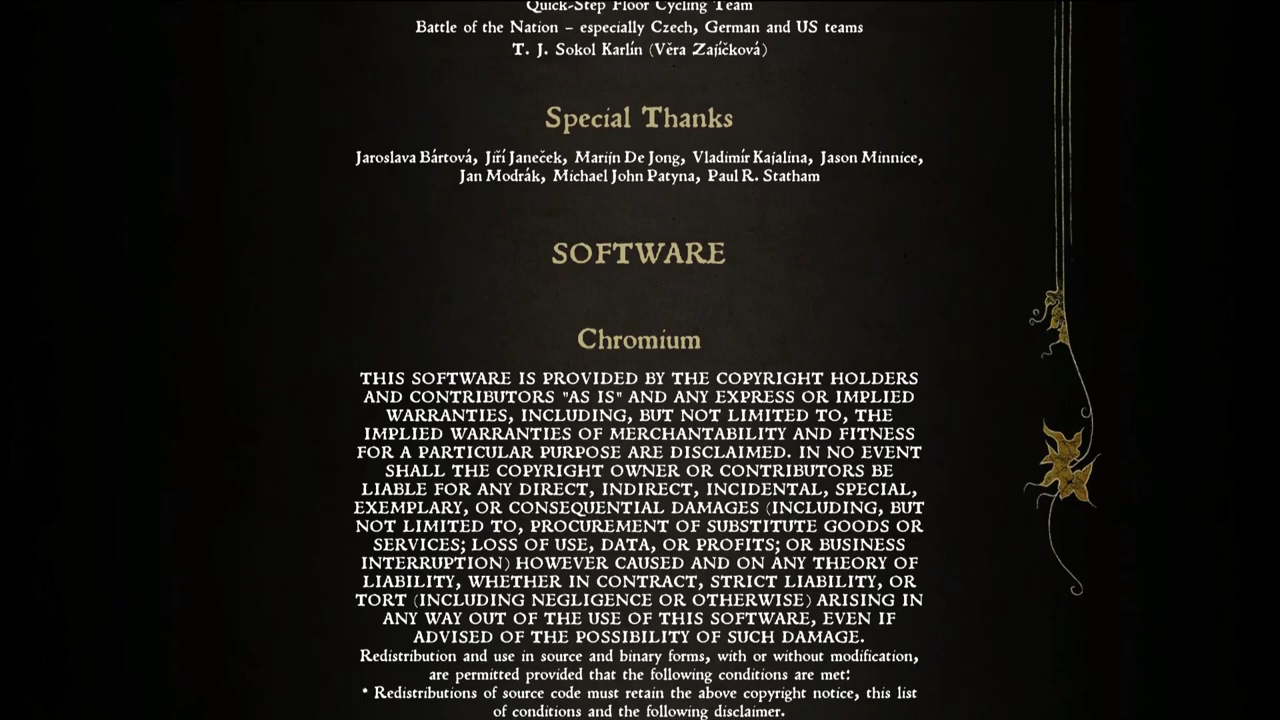 Quick-Step Floor Cycling Team
Battle of the Nation – especially Czech, German and US teams
T. J. Sokol Karlín (Věra Zajíčková)
Special Thanks
Jaroslava Bártová, Jiří Janeček, Marijn De Jong, Vladimír Kajalina, Jason Minnice,
Jan Modrák, Michael John Patyna, Paul R. Statham
SOFTWARE
Chromium
THIS SOFTWARE IS PROVIDED BY THE COPYRIGHT HOLDERS
AND CONTRIBUTORS "AS IS" AND ANY EXPRESS OR IMPLIED
WARRANTIES, INCLUDING, BUT NOT LIMITED TO, THE
IMPLIED WARRANTIES OF MERCHANTABILITY AND FITNESS
FOR A PARTICULAR PURPOSE ARE DISCLAIMED. IN NO EVENT
SHALL THE COPYRIGHT OWNER OR CONTRIBUTORS BE
LIABLE FOR ANY DIRECT, INDIRECT, INCIDENTAL, SPECIAL,
EXEMPLARY, OR CONSEQUENTIAL DAMAGES (INCLUDING, BUT
NOT LIMITED TO, PROCUREMENT OF SUBSTITUTE GOODS OR
SERVICES; LOSS OF USE, DATA, OR PROFITS; OR BUSINESS
INTERRUPTION) HOWEVER CAUSED AND ON ANY THEORY OF
LIABILITY, WHETHER IN CONTRACT, STRICT LIABILITY, OR
TORT (INCLUDING NEGLIGENCE OR OTHERWISE) ARISING IN
ANY WAY OUT OF THE USE OF THIS SOFTWARE, EVEN IF
ADVISED OF THE POSSIBILITY OF SUCH DAMAGE.
Redistribution and use in source and binary forms, with or without modification,
are permitted provided that the following conditions are met:
* Redistributions of source code must retain the above copyright notice, this list
of conditions and the following disclaimer.